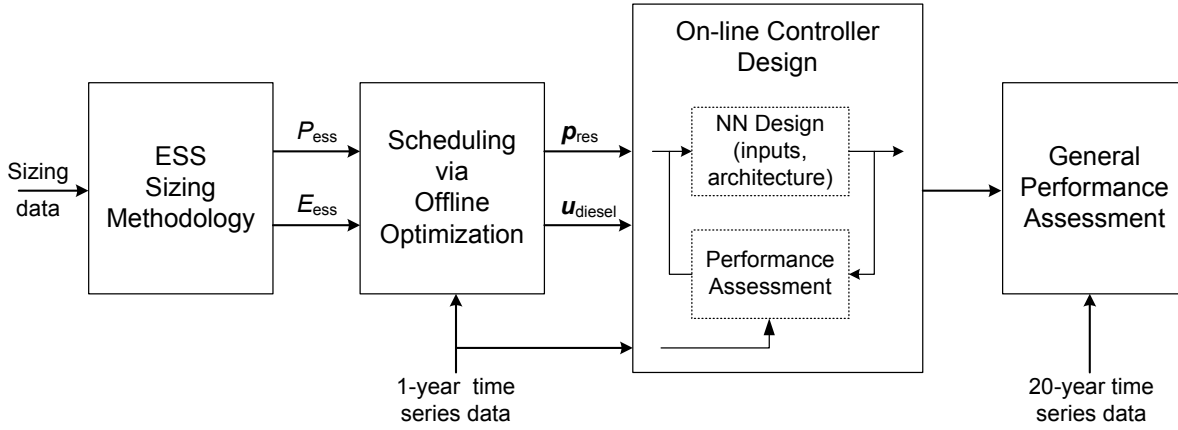 Sizing
data
ESS
Sizing
Methodology
P_ess
E_ess
Scheduling
via
Offline
Optimization
p_res
u_diesel
On-line Controller
Design
NN Design
(inputs,
architecture)
Performance
Assessment
General
Performance
Assessment
1-year time
series data
20-year time
series data